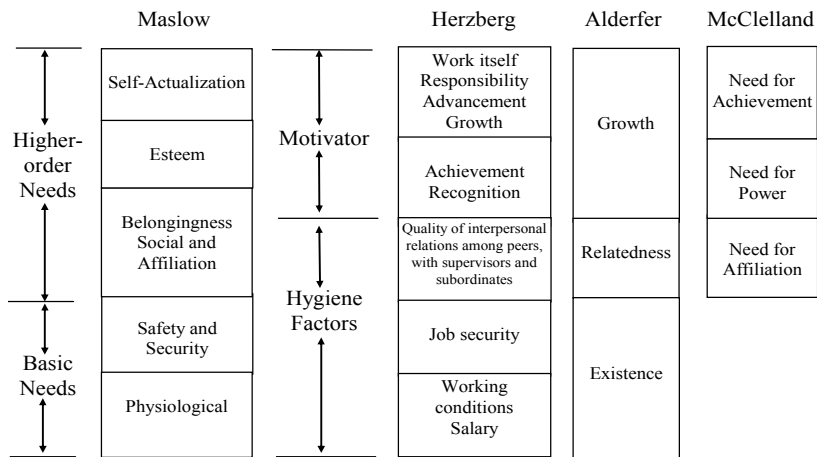 Maslow
Herzberg
Alderfer
McClelland
Higher-
order
Needs
Basic
Needs
Self-Actualization
Esteem
Belongingness
Social and
Affiliation
Safety and
Security
Physiological
Motivator
Hygiene
Factors
Work itself
Responsibility
Advancement
Growth
Achievement
Recognition
Quality of interpersonal
relations among peers,
with supervisors and
subordinates
Job security
Working
conditions
Salary
Growth
Relatedness
Existence
Need for
Achievement
Need for
Power
Need for
Affiliation